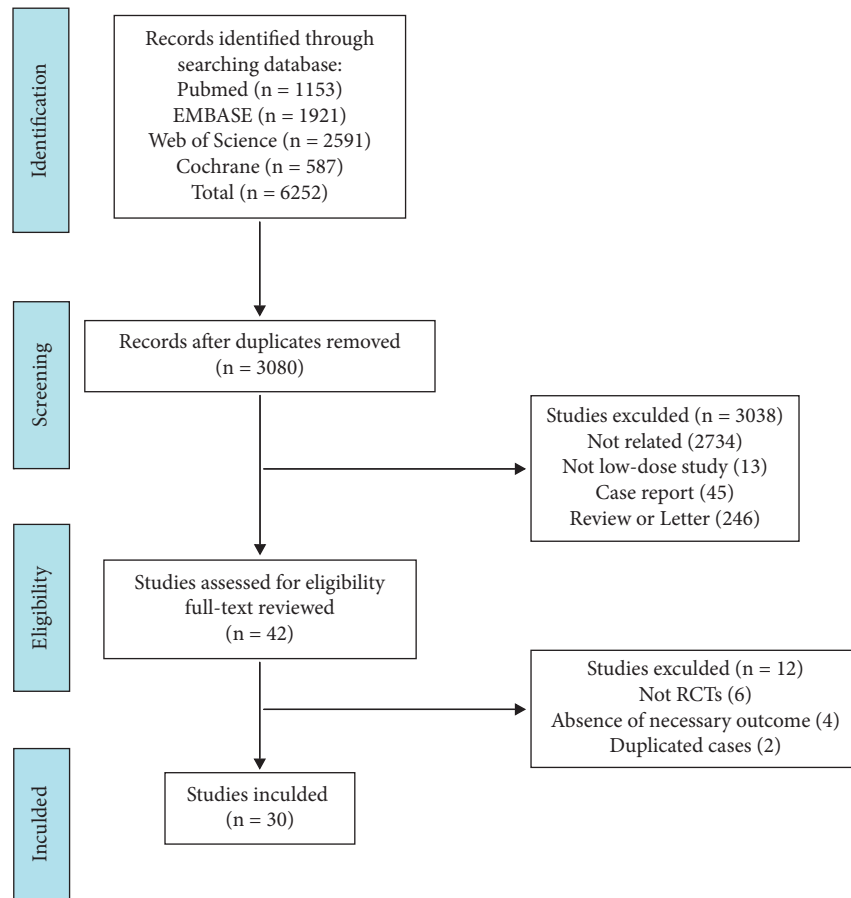 Identification
Records identified through
searching database:
Pubmed (n = 1153)
EMBASE (n = 1921)
Web of Science (n = 2591)
Cochrane (n = 587)
Total (n = 6252)
Screening
Records after duplicates removed
(n = 3080)
Studies exculded (n = 3038)
Not related (2734)
Not low-dose study (13)
Case report (45)
Review or Letter (246)
Eligibility
Studies assessed for eligibility
full-text reviewed
(n = 42)
Studies exculded (n = 12)
Not RCTs (6)
Absence of necessary outcome (4)
Duplicated cases (2)
Inculded
Studies inculded
(n = 30)